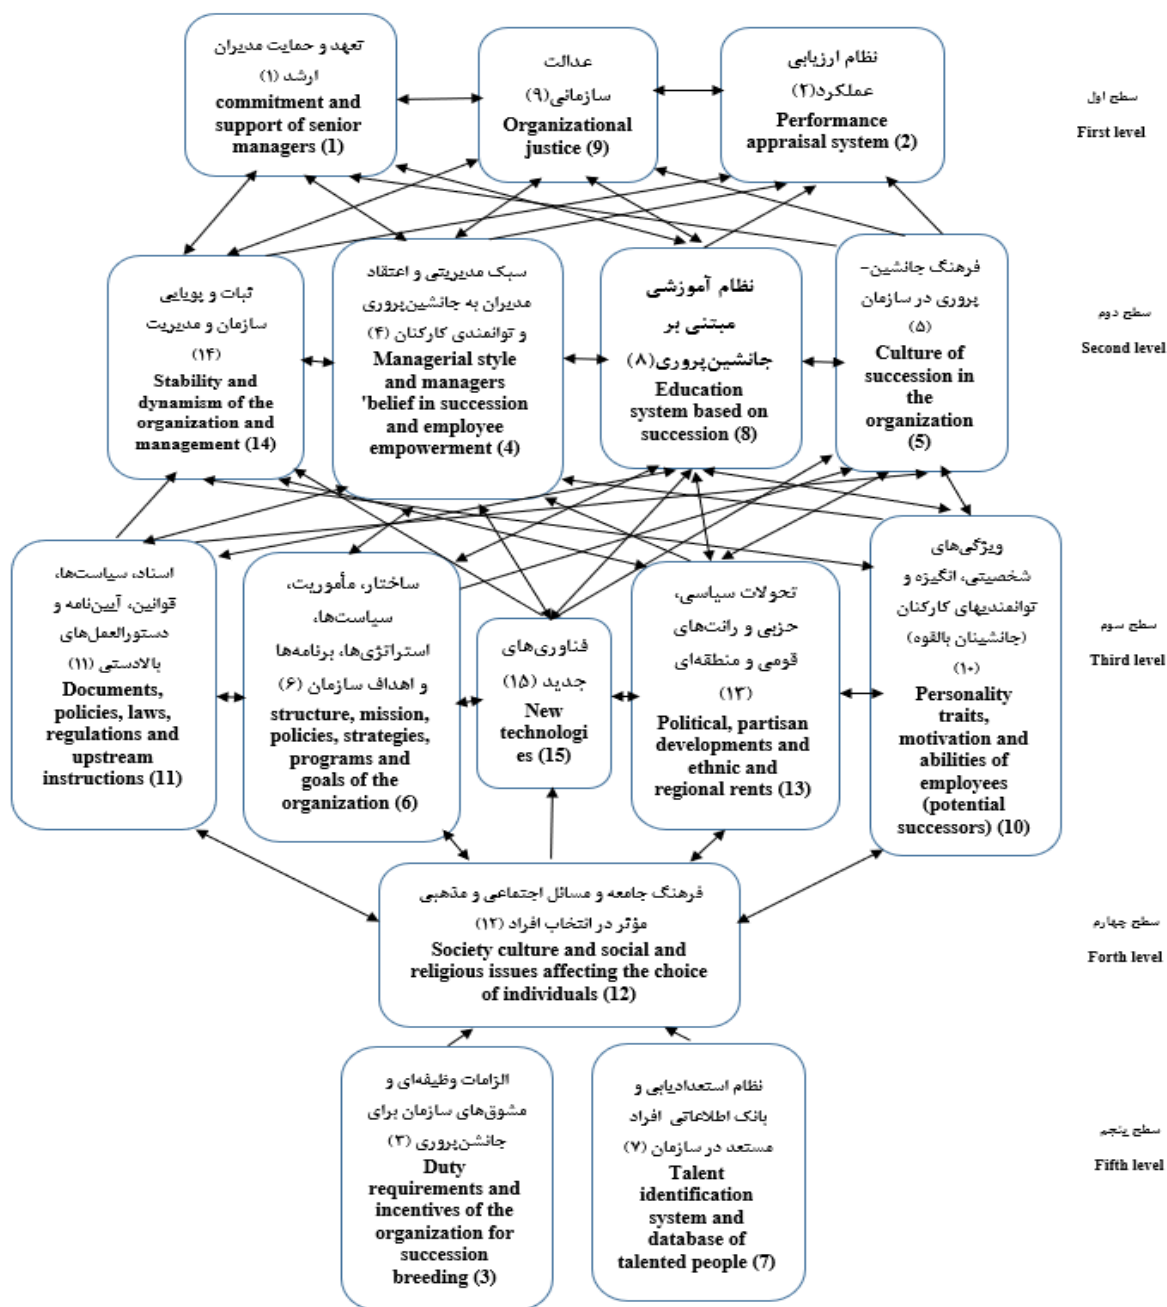 تعهد و حمایت مدیران
ارشد (۱)
commitment and
support of senior
managers (1)
عدالت
سازمانی(۹)
Organizational
justice (9)
نظام ارزیابی
عملکرد(۲)
Performance
appraisal system (2)
سطح اول
First level
ثبات و پویایی
سازمان و مدیریت
(۱۴)
Stability and
dynamism of the
organization and
management (14)
سبک مدیریتی و اعتقاد
مدیران به جانشین‌پروری
و توانمندی کارکنان (۴)
Managerial style
and managers
'belief in succession
and employee
empowerment (4)
نظام آموزشی
مبتنی بر
جانشین‌پروری(۸)
Education
system based on
succession (8)
فرهنگ جانشین-
پروری در سازمان
(۵)
Culture of
succession in
the
organization
(5)
سطح دوم
Second level
اسناد، سیاست‌ها،
قوانین، آیین‌نامه و
دستورالعمل‌های
بالادستی (۱۱)
Documents,
policies, laws,
regulations and
upstream
instructions (11)
ساختار، مأموریت،
سیاست‌ها،
استراتژی‌ها، برنامه‌ها
و اهداف سازمان (۶)
structure, mission,
policies, strategies,
programs and
goals of the
organization (6)
فناوری‌های
جدید (۱۵)
New
technologi
es (15)
تحولات سیاسی،
حزبی و رانت‌های
قومی و منطقه‌ای
(۱۳)
Political, partisan
developments and
ethnic and
regional rents (13)
ویژگی‌های
شخصیتی، انگیزه و
توانمندیهای کارکنان
(جانشینان بالقوه)
(۱۰)
Personality
traits,
motivation and
abilities of
employees
(potential
successors) (10)
سطح سوم
Third level
فرهنگ جامعه و مسائل اجتماعی و مذهبی
مؤثر در انتخاب افراد (۱۲)
Society culture and social and
religious issues affecting the choice
of individuals (12)
سطح چهارم
Forth level
الزامات وظیفه‌ای و
مشوق‌های سازمان برای
جانشن‌پروری (۳)
Duty
requirements and
incentives of the
organization for
succession
breeding (3)
نظام استعدادیابی و
بانک اطلاعاتی افراد
مستعد در سازمان (۷)
Talent
identification
system and
database of
talented people (7)
سطح پنجم
Fifth level